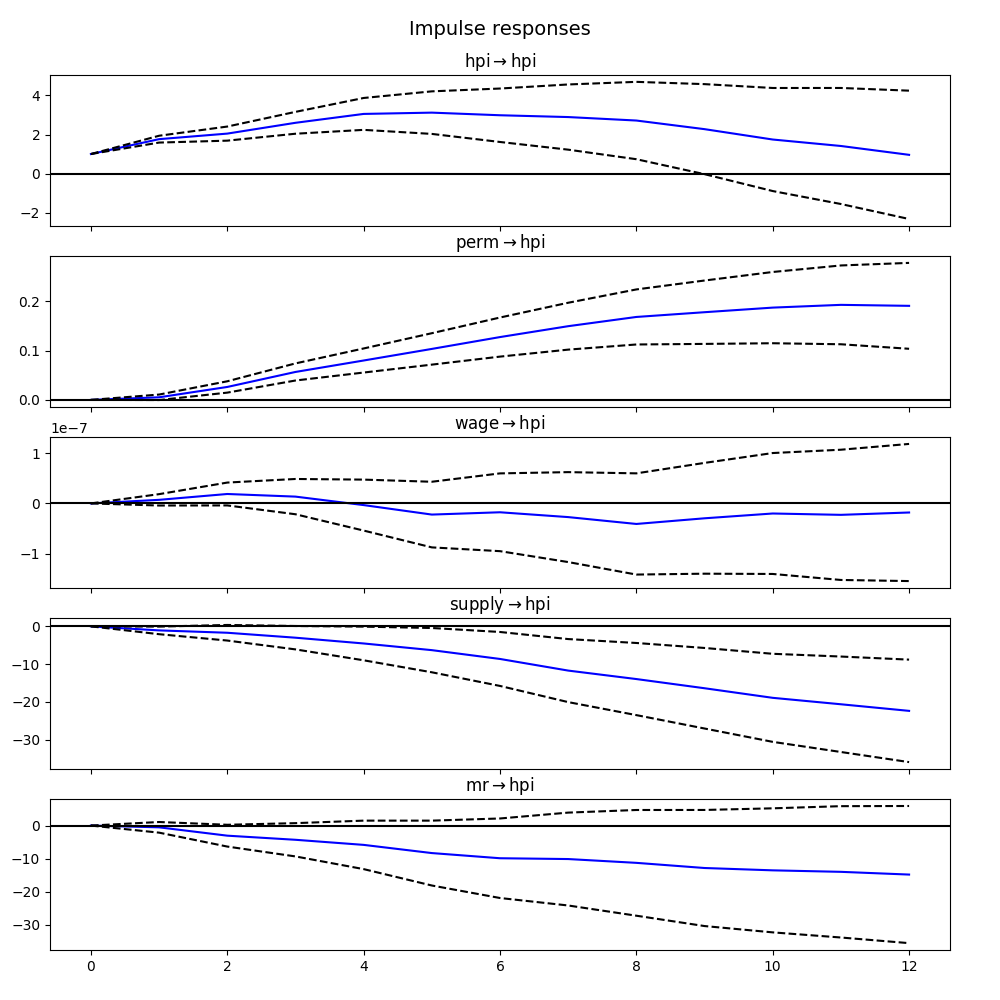 Impulse responses
hpi → hpi
4
2
0
−2
perm → hpi
0.2
0.1
0.0
wage → hpi
1e−7
1
0
−1
supply → hpi
0
−10
−20
−30
mr → hpi
0
−10
−20
−30
0 2 4 6 8 10 12